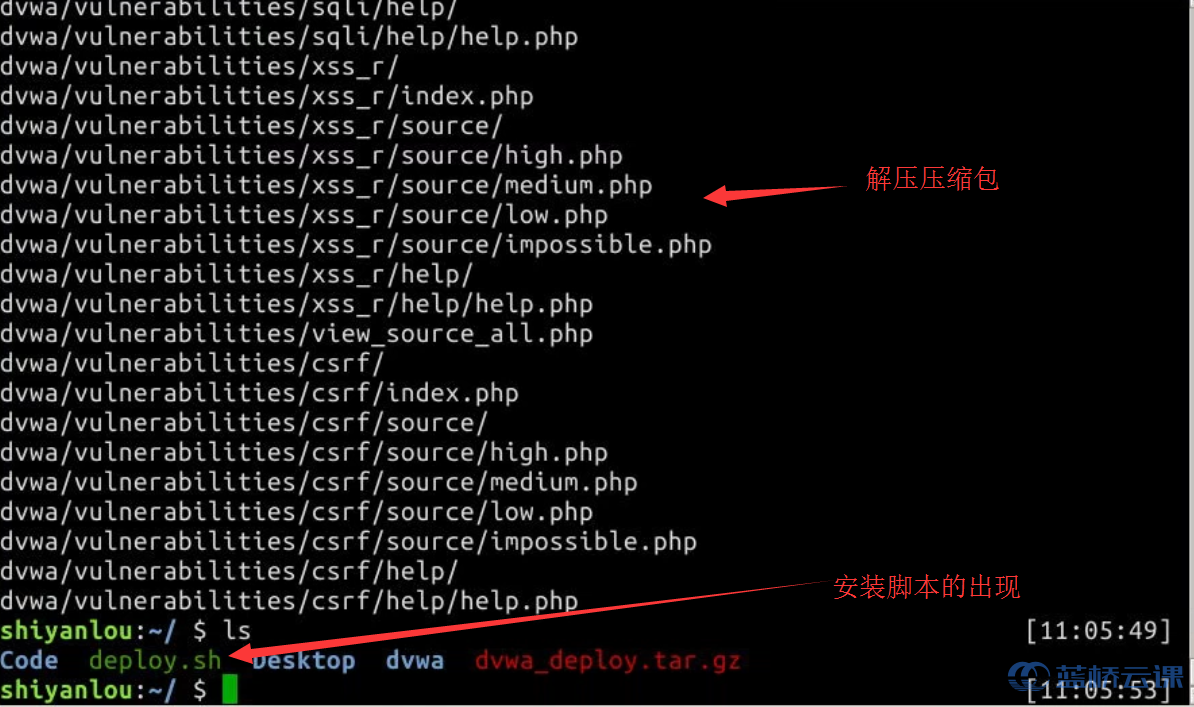 dvwa/vulnerabilities/sqli/help/
dvwa/vulnerabilities/sqli/help/help.php
dvwa/vulnerabilities/xss_r/
dvwa/vulnerabilities/xss_r/index.php
dvwa/vulnerabilities/xss_r/source/
dvwa/vulnerabilities/xss_r/source/high.php
dvwa/vulnerabilities/xss_r/source/medium.php 解压压缩包
dvwa/vulnerabilities/xss_r/source/low.php
dvwa/vulnerabilities/xss_r/source/impossible.php
dvwa/vulnerabilities/xss_r/help/
dvwa/vulnerabilities/xss_r/help/help.php
dvwa/vulnerabilities/view_source_all.php
dvwa/vulnerabilities/csrf/
dvwa/vulnerabilities/csrf/index.php
dvwa/vulnerabilities/csrf/source/
dvwa/vulnerabilities/csrf/source/high.php
dvwa/vulnerabilities/csrf/source/medium.php
dvwa/vulnerabilities/csrf/source/low.php
dvwa/vulnerabilities/csrf/source/impossible.php
dvwa/vulnerabilities/csrf/help/
dvwa/vulnerabilities/csrf/help/help.php 安装脚本的出现
shiyanlou:~/ $ ls [11:05:49]
Code deploy.sh Desktop dvwa dvwa_deploy.tar.gz
蓝桥云课
shiyanlou:~/ $ [11:05:53]